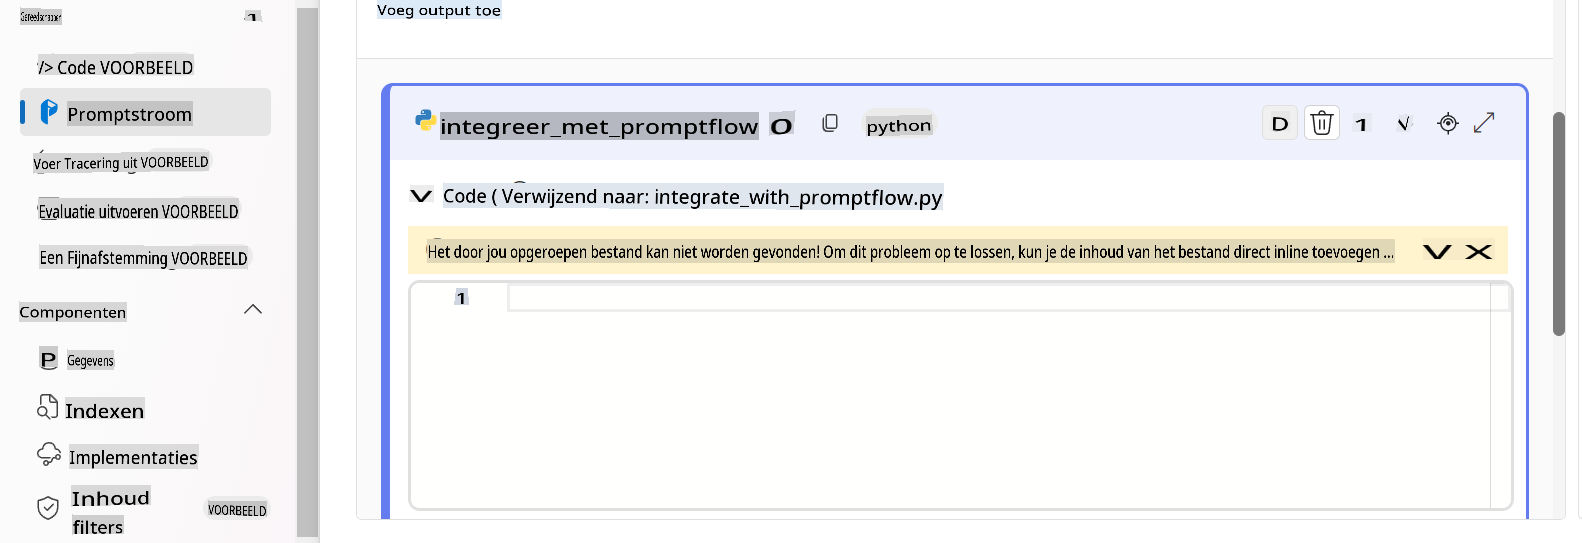 Gereedschappen
</> Code VOORBEELD
Promptstroom
Voer Tracering uit VOORBEELD
Evaluatie uitvoeren VOORBEELD
Een Fijnafstemming VOORBEELD
Componenten
P Gegevens
Indexen
Implementaties
Inhoud
filters VOORBEELD
Voeg output toe
integreer_met_promptflow O python D 1
Code ( Verwijzend naar: integrate_with_promptflow.py
Het door jou opgeroepen bestand kan niet worden gevonden! Om dit probleem op te lossen, kun je de inhoud van het bestand direct inline toevoegen ...
1